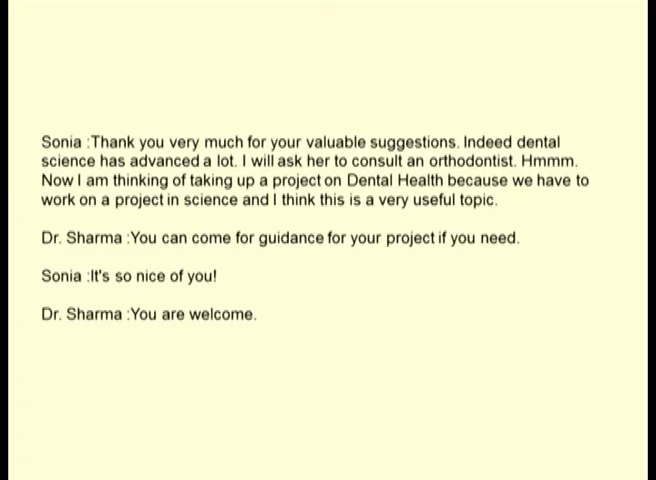 Sonia :Thank you very much for your valuable suggestions. Indeed dental
science has advanced a lot. I will ask her to consult an orthodontist. Hmmm.
Now I am thinking of taking up a project on Dental Health because we have to
work on a project in science and I think this is a very useful topic.
Dr. Sharma :You can come for guidance for your project if you need.
Sonia :It's so nice of you!
Dr. Sharma :You are welcome.